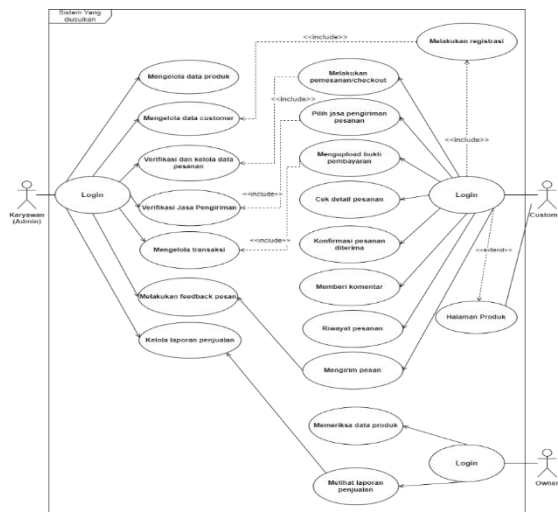 Sistem Yang
diusulkan
<<include>>
Melakukan registrasi
Mengelola data produk
Melakukan
pemesanan/checkout
Mengelola data customer
<<include>>
<<include>>
Pilih jasa pengiriman
pesanan
Verifikasi dan kelola data
pesanan
Mengupload bukti
pembayaran
Login
Karyawan
(Admin)
Verifikasi Jasa Pengiriman
<<include>>
Cek detail pesanan
Login
Custom
Mengelola transaksi
<<include>>
Konfirmasi pesanan
diterima
<<extend>>
Melakukan feedback pesan
Memberi komentar
Halaman Produk
Kelola laporan penjualan
Riwayat pesanan
Mengirim pesan
Memeriksa data produk
Login
Owner
Melihat laporan
penjualan